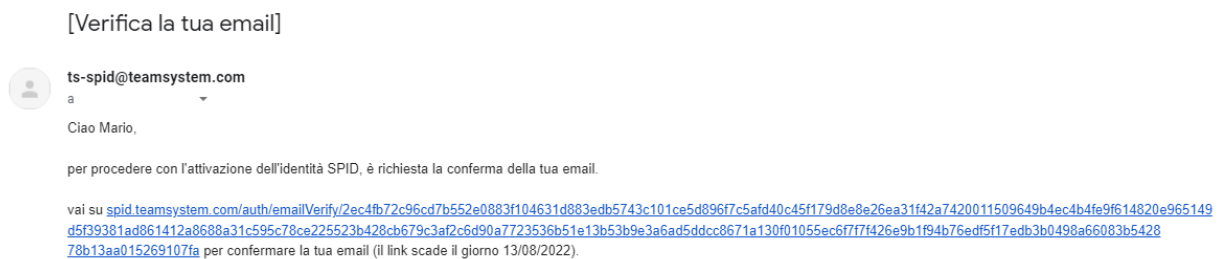 [Verifica la tua email]
ts-spid@teamsystem.com
a
Ciao Mario,
per procedere con l'attivazione dell'identità SPID, è richiesta la conferma della tua email.
vai su spid.teamsystem.com/auth/emailVerify/2ec4fb72c96cd7b552e0883f104631d883edb5743c101ce5d896f7c5afd40c45f179d8e8e26ea31f42a7420011509649b4ec4b4fe9f614820e965149
d5f39381ad861412a8688a31c595c78ce225523b428cb679c3af2c6d90a7723536b51e13b53b9e3a6ad5ddcc8671a130f01055ec6f7f7f426e9b1f94b76edf5f17edb3b0498a66083b5428
78b13aa015269107fa per confermare la tua email (il link scade il giorno 13/08/2022).